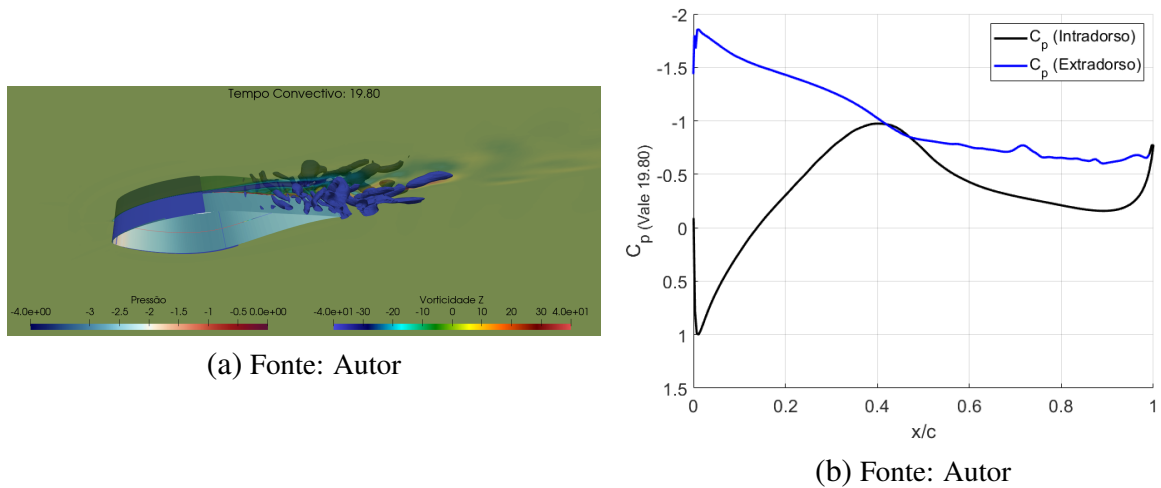 Tempo Convectivo: 19.80
Pressão
-4.0e+00 -3 -2.5 -2 -1 -0.5 0.0e+00
Vorticidade Z
-4.0e+01 -30 -20 -10 0 10 20 30 4.0e+01
(a) Fonte: Autor
-2
-1.5
-1
-0.5
0
0.5
1
1.5
C_p (Vale 19.80)
C_p (Intradorso)
C_p (Extradorso)
0 0.2 0.4 0.6 0.8 1
x/c
(b) Fonte: Autor